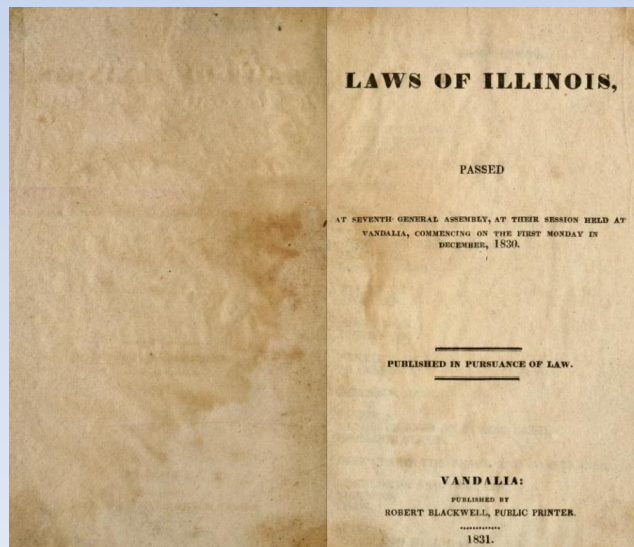 LAWS OF ILLINOIS,
PASSED
AT SEVENTH GENERAL ASSEMBLY, AT THEIR SESSION HELD AT
VANDALIA, COMMENCING ON THE FIRST MONDAY IN
DECEMBER, 1830.
PUBLISHED IN PURSUANCE OF LAW.
VANDALIA:
PUBLISHED BY
ROBERT BLACKWELL, PUBLIC PRINTER.
1831.